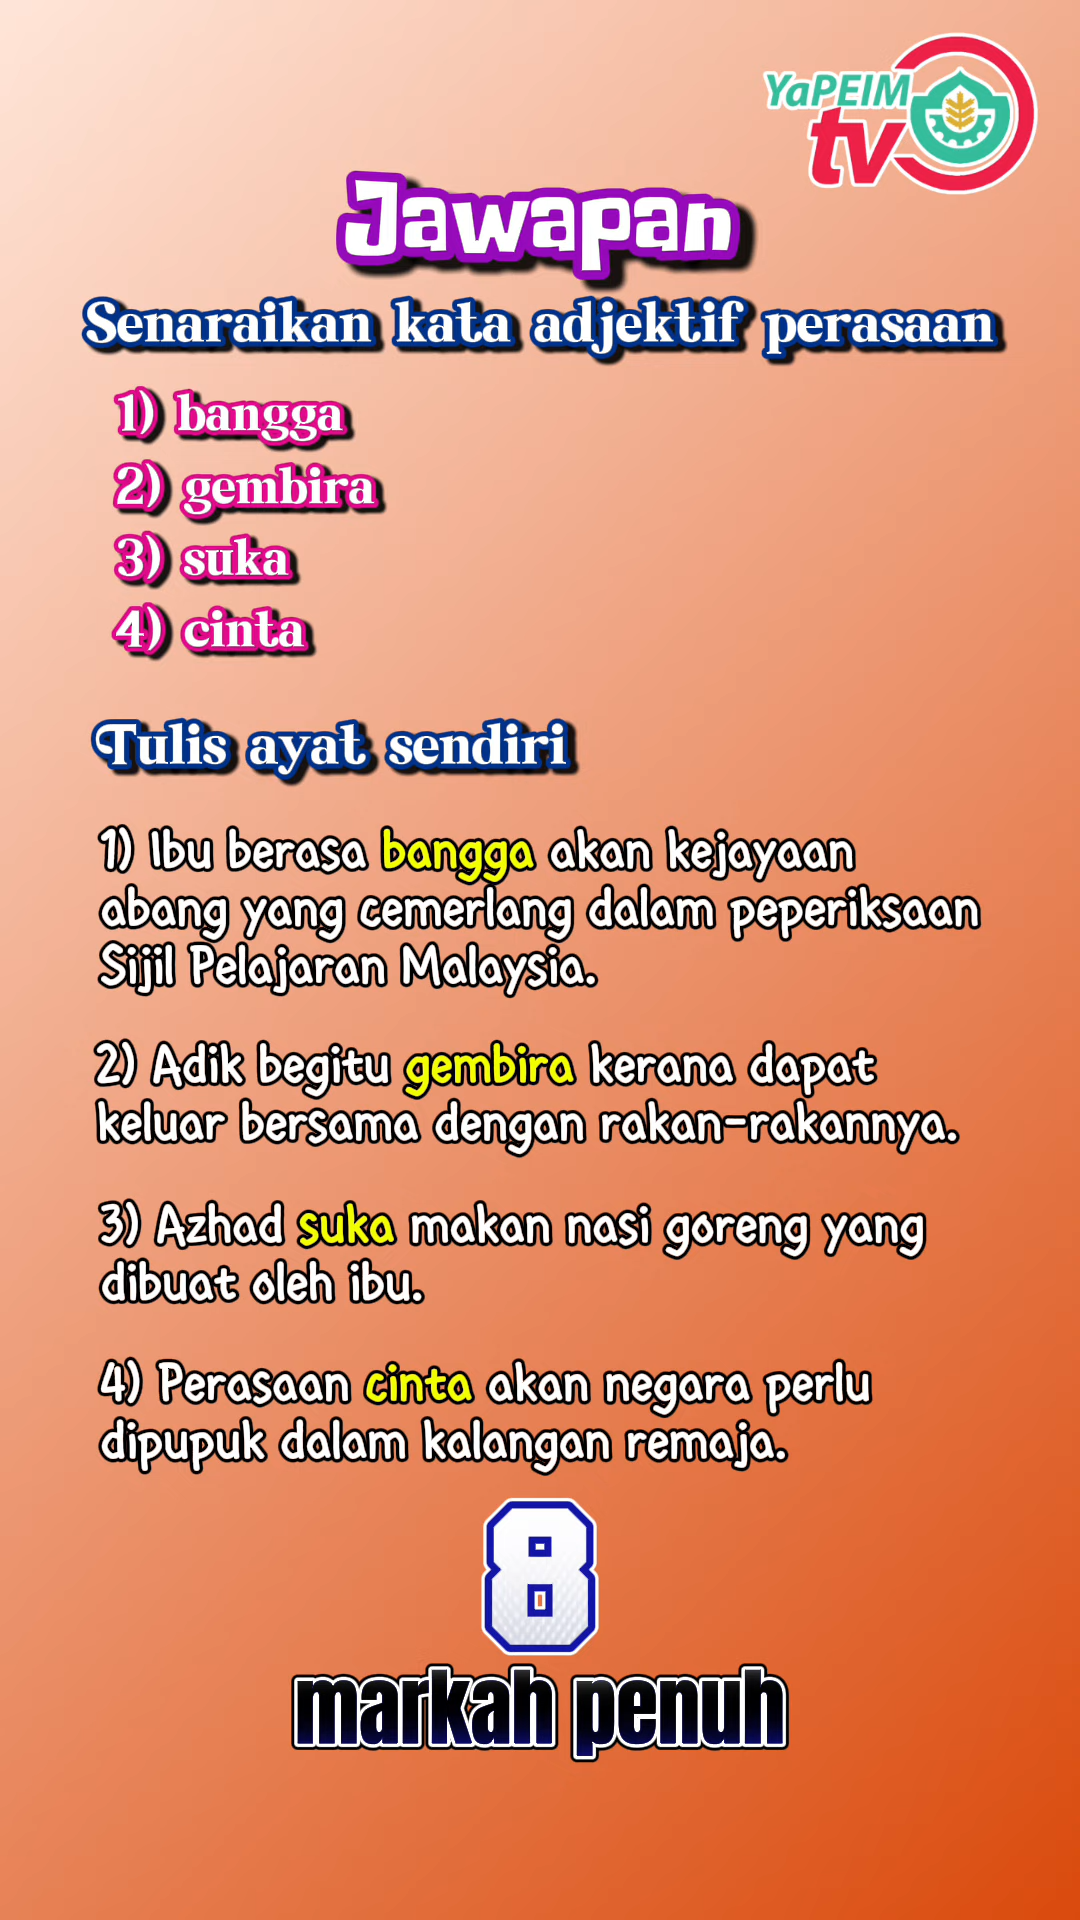 YaPEIM
tv
Jawapan
Senaraikan kata adjektif perasaan
1) bangga
2) gembira
3) suka
4) cinta
Tulis ayat sendiri
1) Ibu berasa bangga akan kejayaan
abang yang cemerlang dalam peperiksaan
Sijil Pelajaran Malaysia.
2) Adik begitu gembira kerana dapat
keluar bersama dengan rakan-rakannya.
3) Azhad suka makan nasi goreng yang
dibuat oleh ibu.
4) Perasaan cinta akan negara perlu
dipupuk dalam kalangan remaja.
8
markah penuh